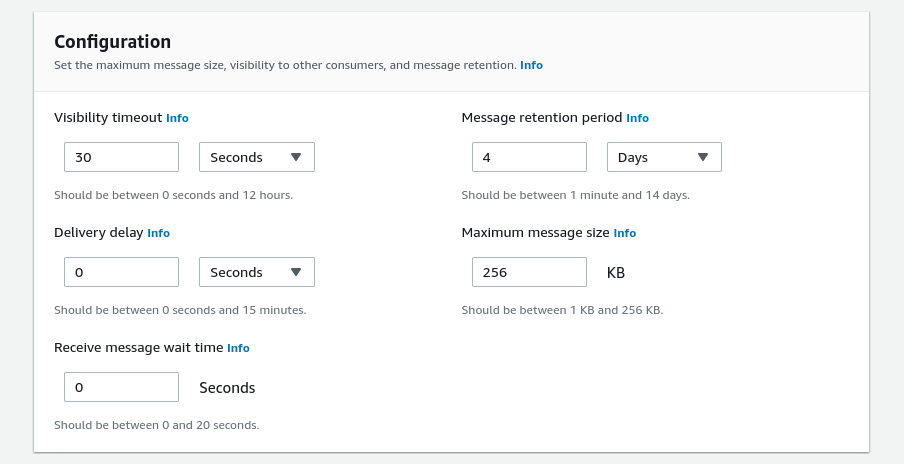 Configuration
Set the maximum message size, visibility to other consumers, and message retention. Info
Visibility timeout Info
30 Seconds
Should be between 0 seconds and 12 hours.
Message retention period Info
4 Days
Should be between 1 minute and 14 days.
Delivery delay Info
0 Seconds
Should be between 0 seconds and 15 minutes.
Maximum message size Info
256 KB
Should be between 1 KB and 256 KB.
Receive message wait time Info
0 Seconds
Should be between 0 and 20 seconds.